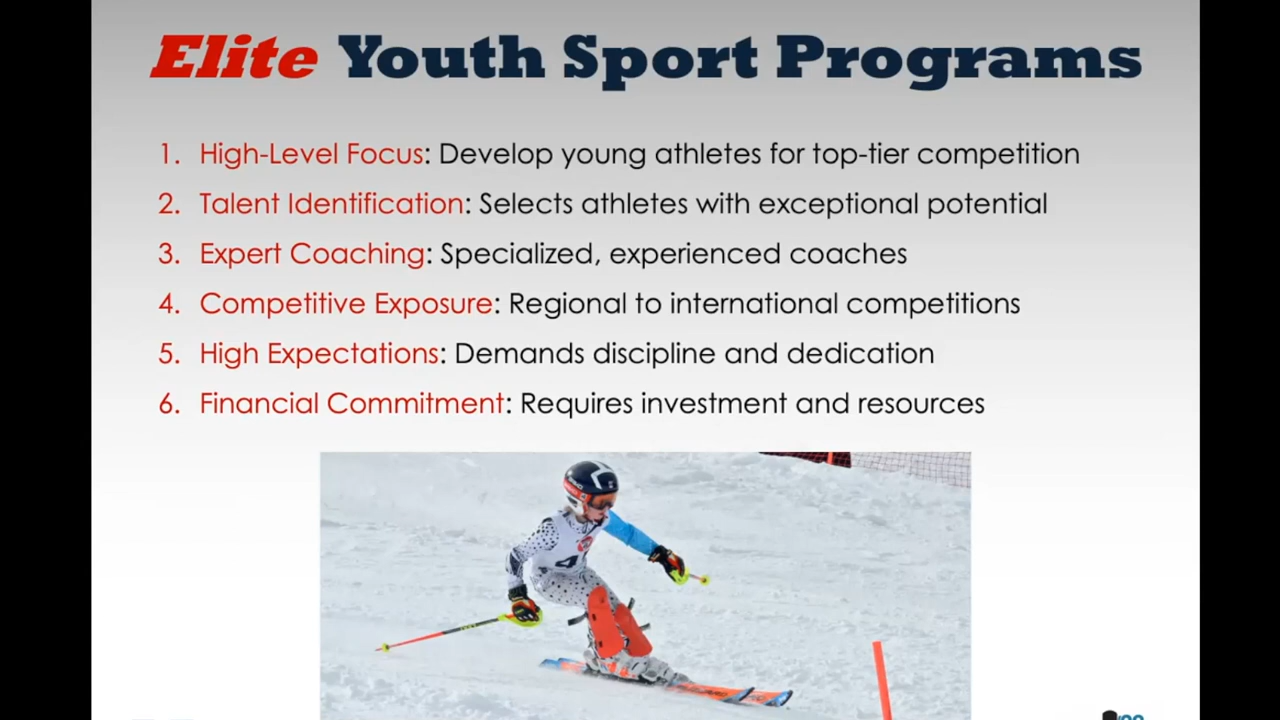 Elite Youth Sport Programs
1. High-Level Focus: Develop young athletes for top-tier competition
2. Talent Identification: Selects athletes with exceptional potential
3. Expert Coaching: Specialized, experienced coaches
4. Competitive Exposure: Regional to international competitions
5. High Expectations: Demands discipline and dedication
6. Financial Commitment: Requires investment and resources
4